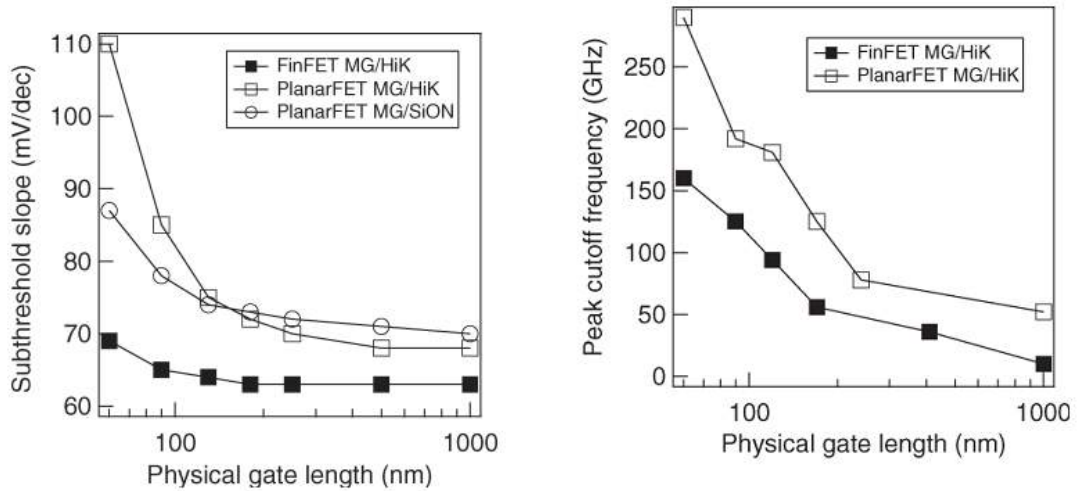 Subthreshold slope (mV/dec)
110
100
90
80
70
60
FinFET MG/HiK
PlanarFET MG/HiK
PlanarFET MG/SiON
100
1000
Physical gate length (nm)
Peak cutoff frequency (GHz)
250
200
150
100
50
0
FinFET MG/HiK
PlanarFET MG/HiK
100
1000
Physical gate length (nm)